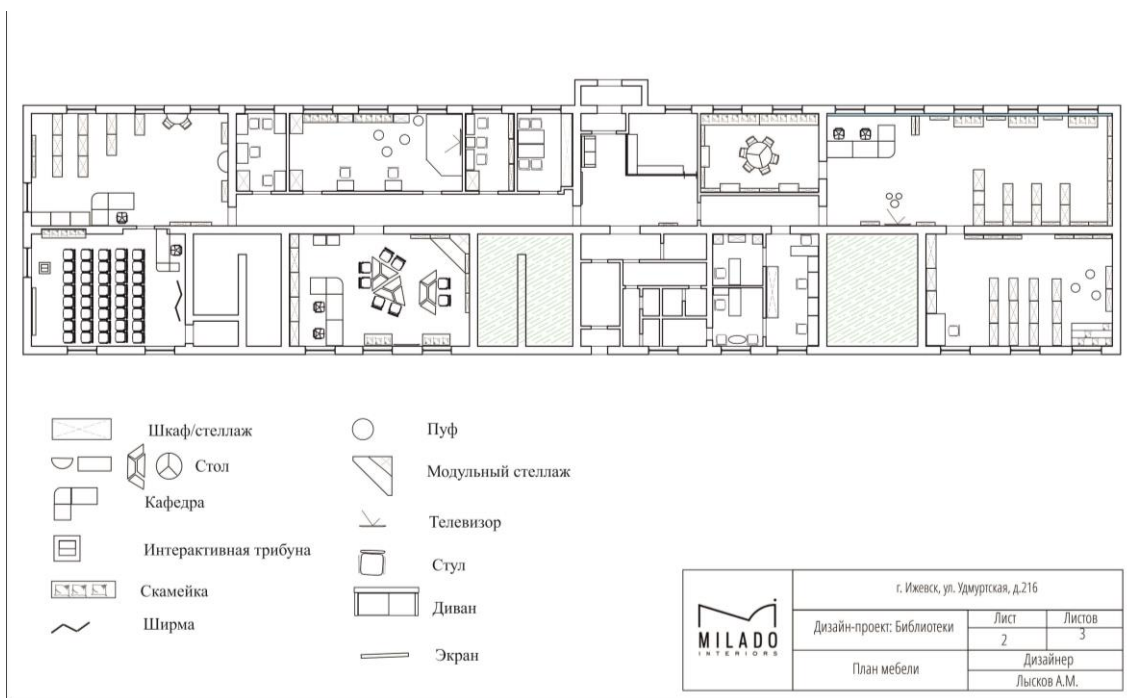 Шкаф/стеллаж
Стол
Кафедра
Интерактивная трибуна
Скамейка
Ширма
Пуф
Модульный стеллаж
Телевизор
Стул
Диван
Экран
MILADO
INTERIORS
г. Ижевск, ул. Удмуртская, д.216
Дизайн-проект: Библиотеки
Лист
Листов
2
3
План мебели
Дизайнер
Лысков А.М.